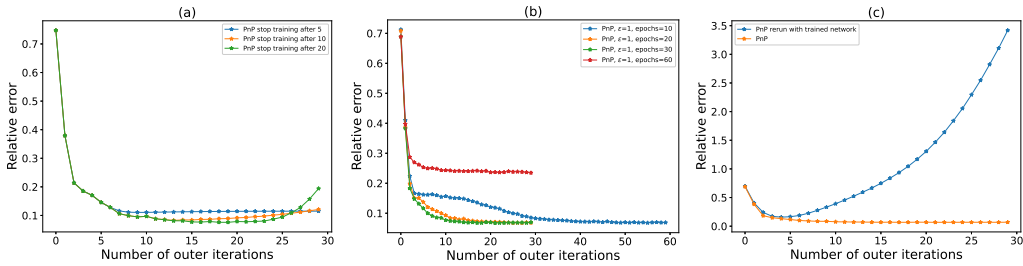 (a)
Relative error
0.7
0.6
0.5
0.4
0.3
0.2
0.1
PnP stop training after 5
PnP stop training after 10
PnP stop training after 20
0 5 10 15 20 25 30
Number of outer iterations
(b)
Relative error
0.7
0.6
0.5
0.4
0.3
0.2
0.1
PnP, ε=1, epochs=10
PnP, ε=1, epochs=20
PnP, ε=1, epochs=30
PnP, ε=1, epochs=60
0 10 20 30 40 50 60
Number of outer iterations
(c)
Relative error
3.5
3.0
2.5
2.0
1.5
1.0
0.5
0.0
PnP rerun with trained network
PnP
0 5 10 15 20 25 30
Number of outer iterations